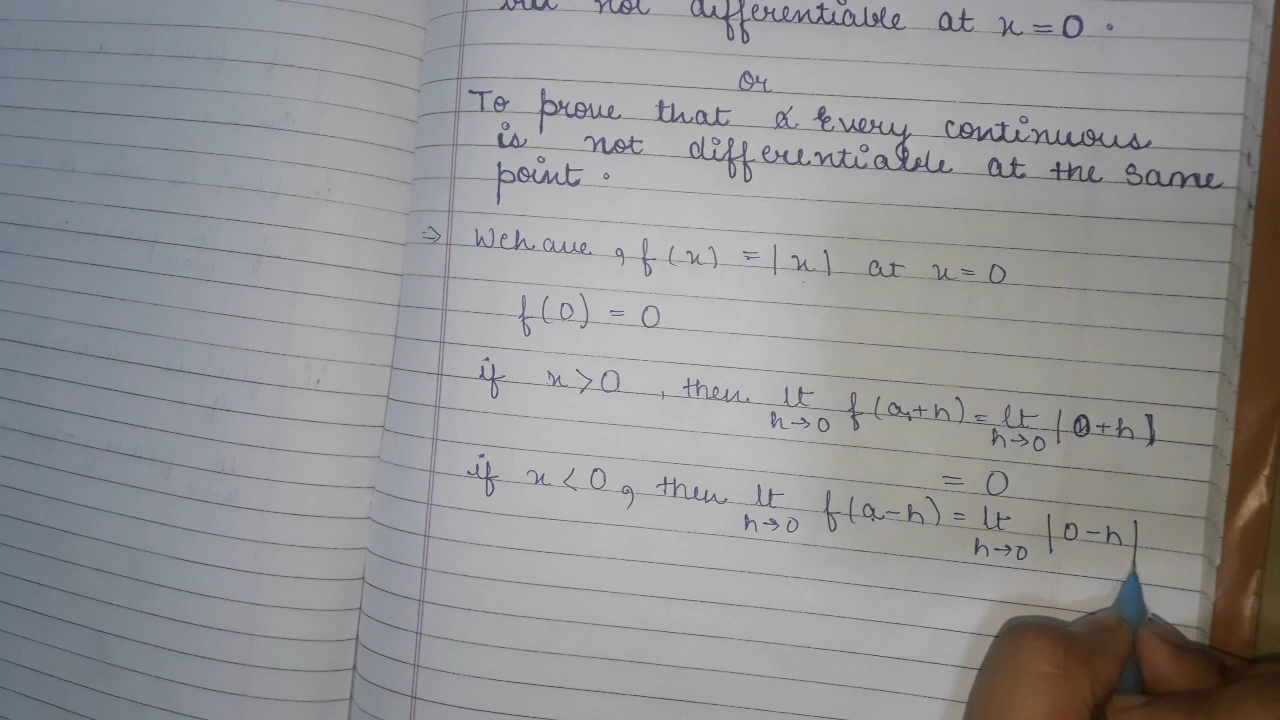 not differentiable at x = 0 .
or
To prove that a Every continuous
is not differentiable at the same
point .
⇒ We have , f(x) = |x| at x = 0
f(0) = 0
if x > 0 , then lt f(a+h) = lt |0+h|
h→0 h→0
= 0
if x < 0 , then lt f(a-h) = lt |0-h|
h→0 h→0